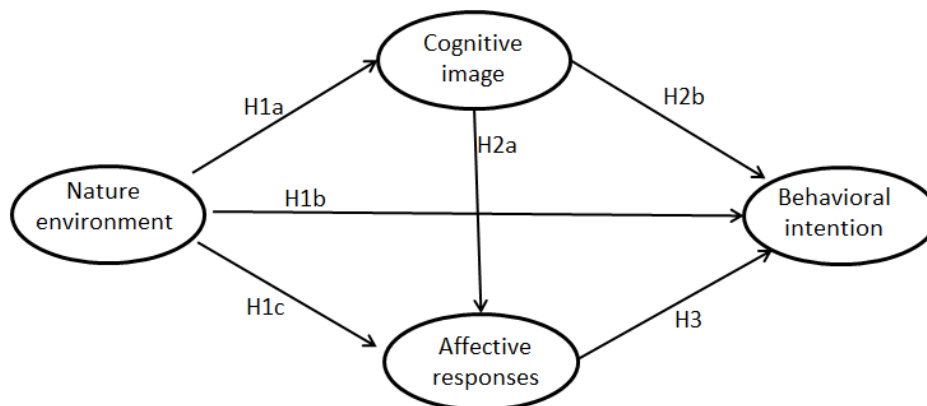 Cognitive
image
H1a
H2b
H2a
Nature
environment
H1b
Behavioral
intention
H1c
H3
Affective
responses